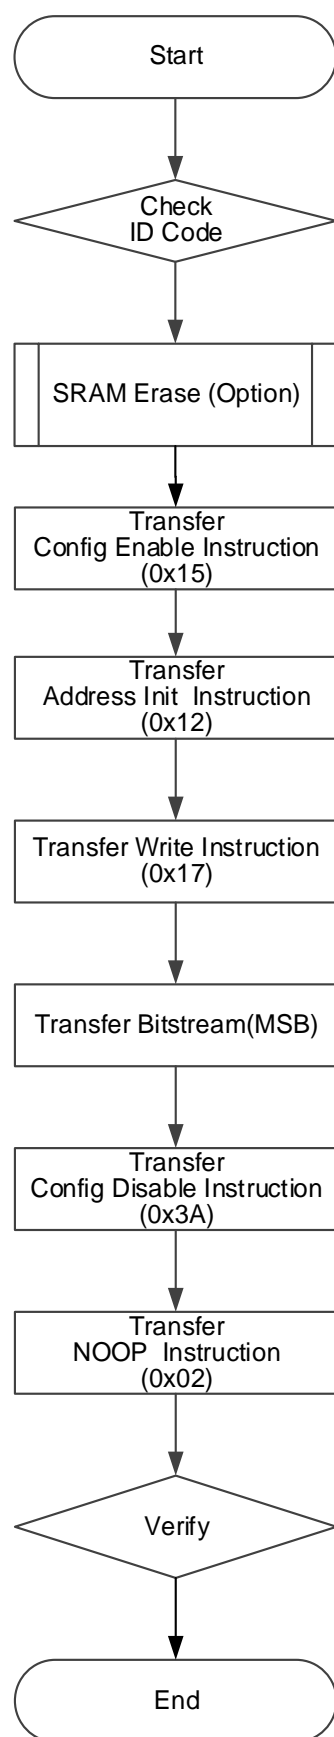 Start
Check
ID Code
SRAM Erase (Option)
Transfer
Config Enable Instruction
(0x15)
Transfer
Address Init  Instruction
(0x12)
Transfer Write Instruction
(0x17)
Transfer Bitstream(MSB)
Transfer
Config Disable Instruction
(0x3A)
Transfer
NOOP  Instruction
(0x02)
Verify
End